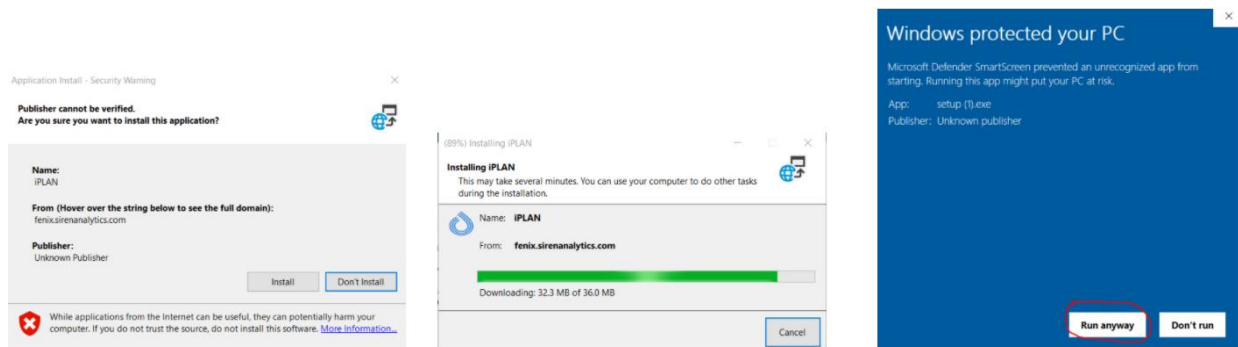 Application Install - Security Warning
Publisher cannot be verified.
Are you sure you want to install this application?
Name:
iPLAN
From (Hover over the string below to see the full domain):
fenix.sirenanalytics.com
Publisher:
Unknown Publisher
Install
Don't Install
While applications from the Internet can be useful, they can potentially harm your
computer. If you do not trust the source, do not install this software. More Information...
(89%) Installing iPLAN
Installing iPLAN
This may take several minutes. You can use your computer to do other tasks
during the installation.
Name: iPLAN
From: fenix.sirenanalytics.com
Downloading: 32.3 MB of 36.0 MB
Cancel
Windows protected your PC
Microsoft Defender SmartScreen prevented an unrecognized app from
starting. Running this app might put your PC at risk.
App: setup (1).exe
Publisher: Unknown publisher
Run anyway
Don't run